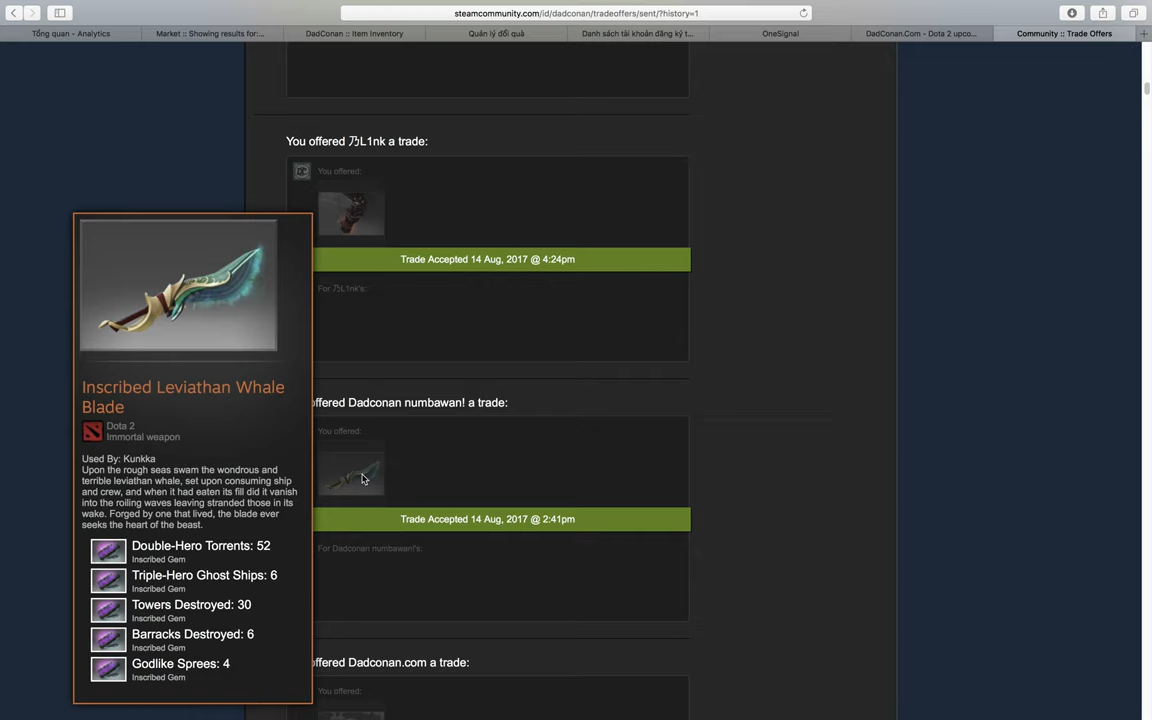 steamcommunity.com/id/dadconan/tradeoffers/sent/?history=1
Tổng quan - Analytics
Market :: Showing results for:...
DadConan :: Item Inventory
Quản lý đổi quà
Danh sách tài khoản đăng ký t...
OneSignal
DadConan.Com - Dota 2 upco...
Community :: Trade Offers
You offered 乃L1nk a trade:
You offered:
Trade Accepted 14 Aug, 2017 @ 4:24pm
For 乃L1nk's:
offered Dadconan numbawan! a trade:
You offered:
Trade Accepted 14 Aug, 2017 @ 2:41pm
For Dadconan numbawan!'s:
offered Dadconan.com a trade:
You offered:
Inscribed Leviathan Whale
Blade
Dota 2
Immortal weapon
Used By: Kunkka
Upon the rough seas swam the wondrous and
terrible leviathan whale, set upon consuming ship
and crew, and when it had eaten its fill did it vanish
into the roiling waves leaving stranded those in its
wake. Forged by one that lived, the blade ever
seeks the heart of the beast.
Double-Hero Torrents: 52
Inscribed Gem
Triple-Hero Ghost Ships: 6
Inscribed Gem
Towers Destroyed: 30
Inscribed Gem
Barracks Destroyed: 6
Inscribed Gem
Godlike Sprees: 4
Inscribed Gem